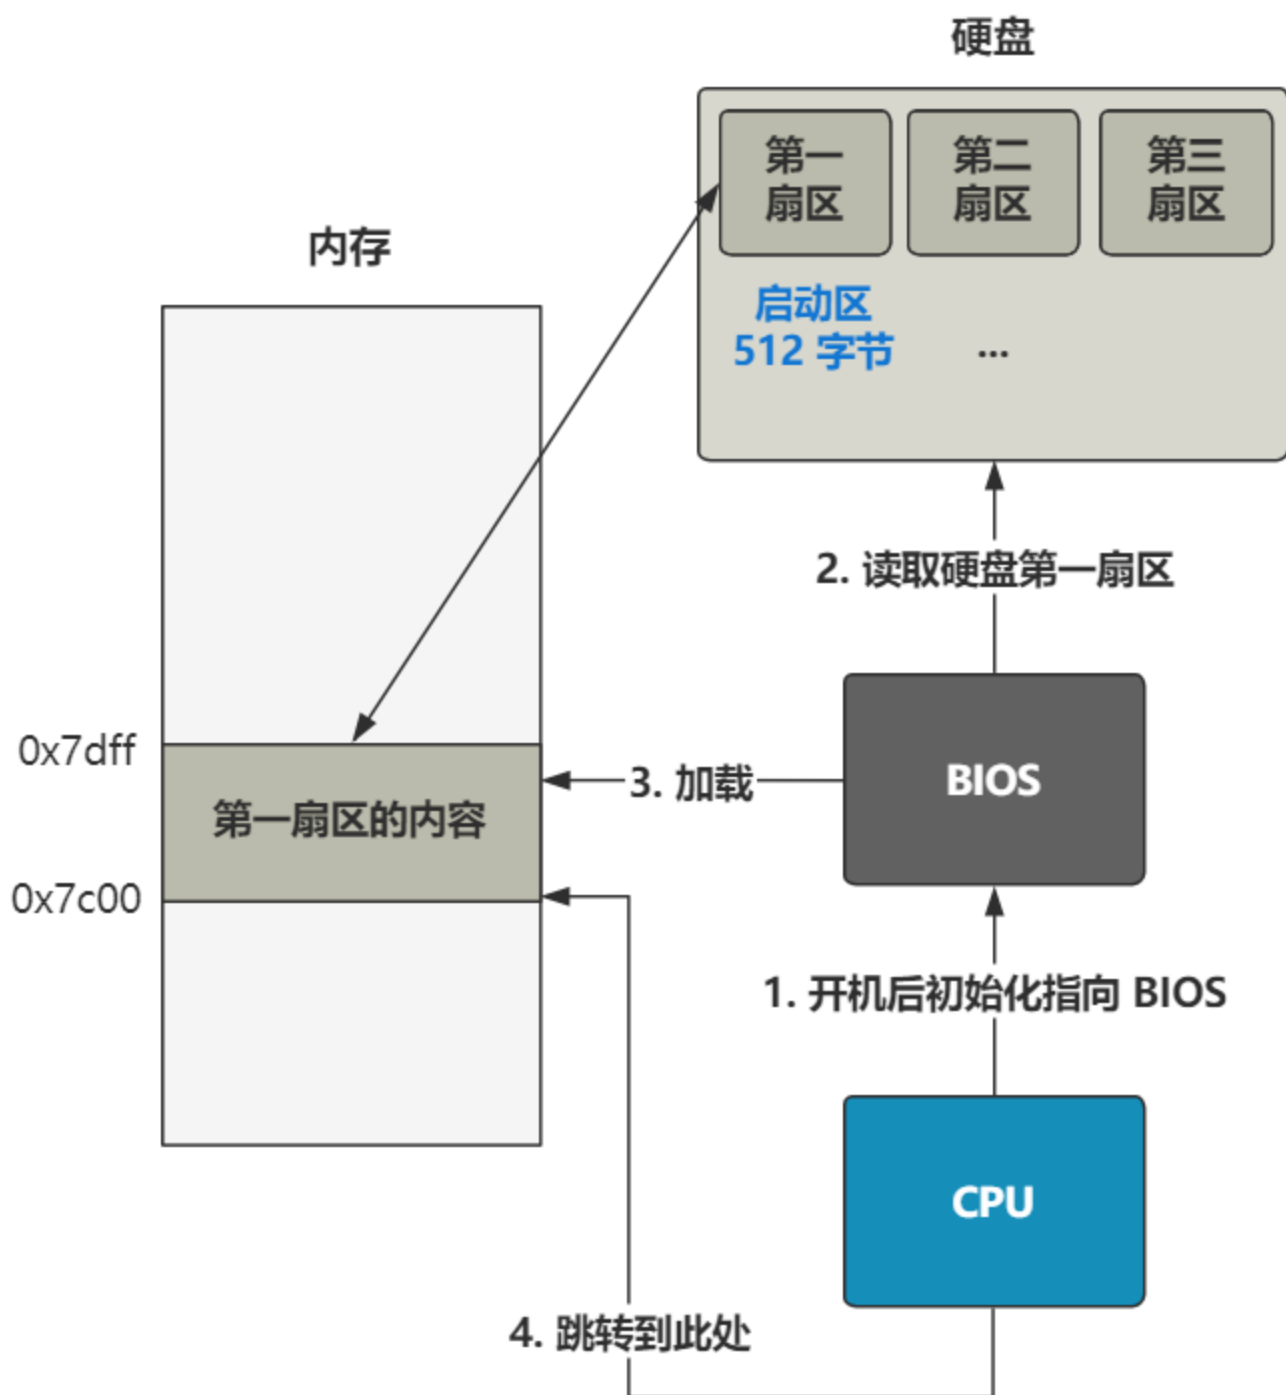 硬盘
第一
扇区
第二
扇区
第三
扇区
启动区
512 字节
...
内存
2. 读取硬盘第一扇区
0x7dff
3. 加载
BIOS
第一扇区的内容
0x7c00
1. 开机后初始化指向 BIOS
CPU
4. 跳转到此处